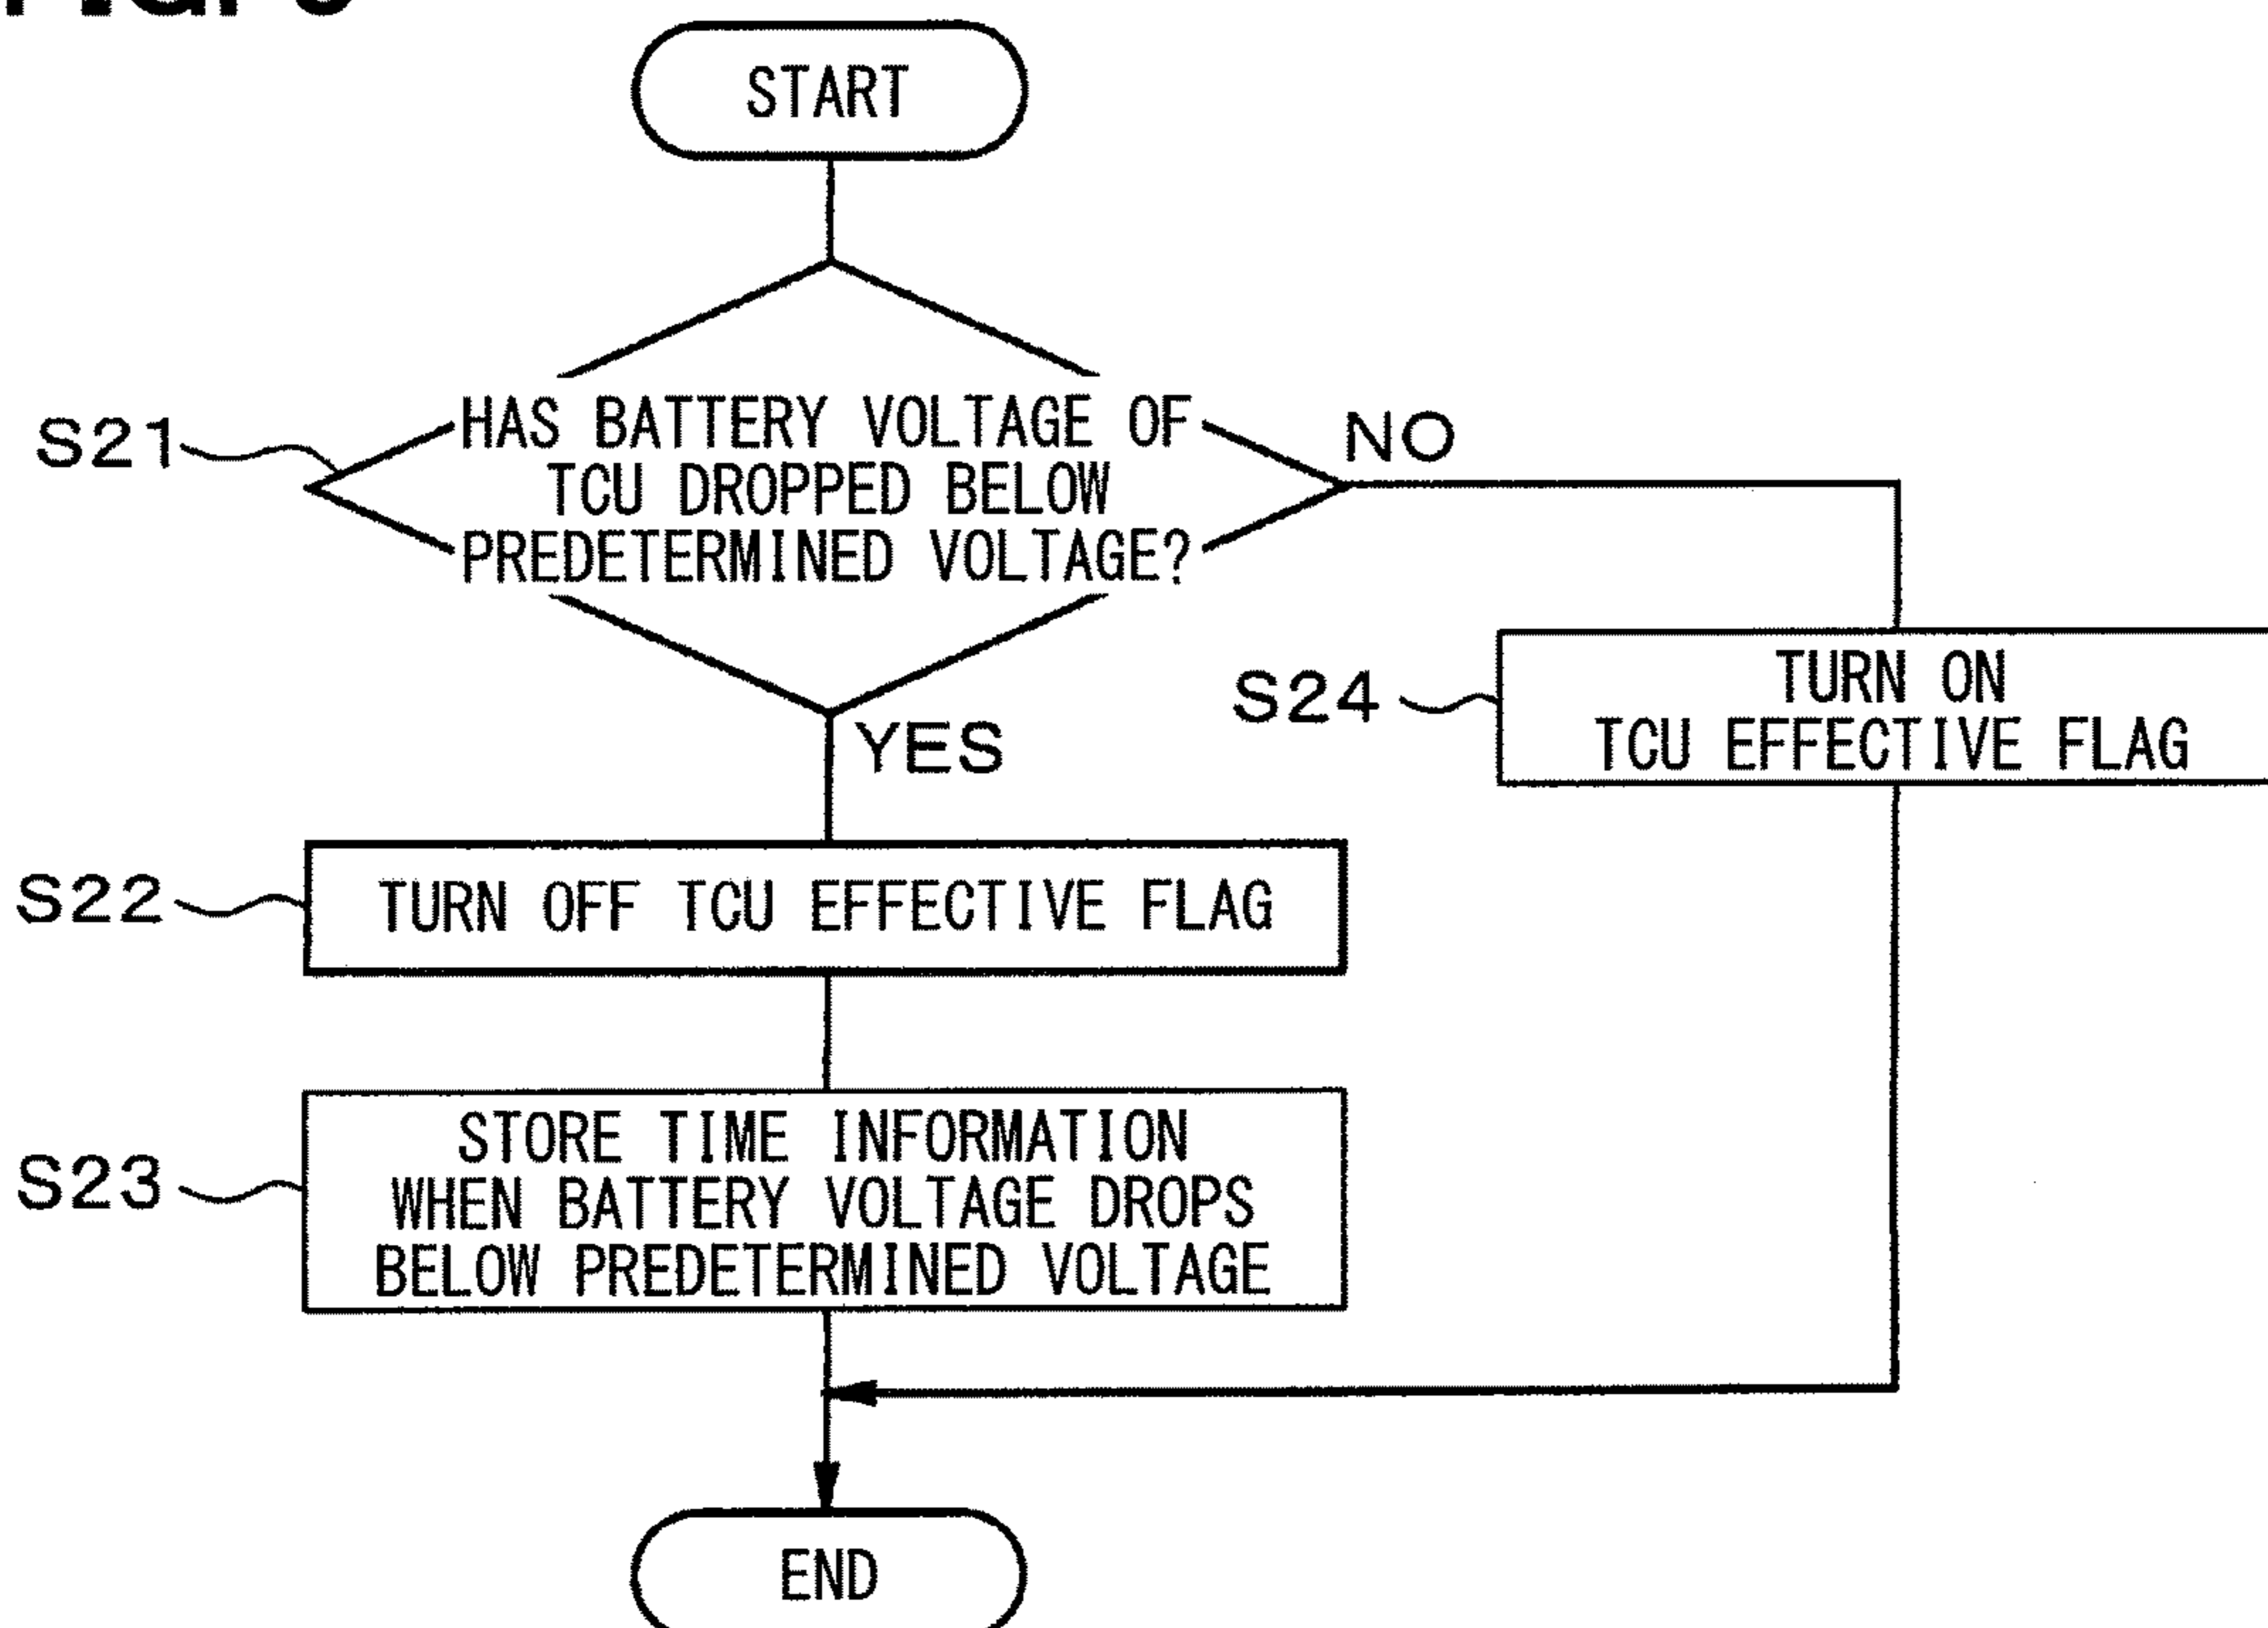 START
S21
HAS BATTERY VOLTAGE OF
TCU DROPPED BELOW
PREDETERMINED VOLTAGE?
NO
YES
S24
TURN ON
TCU EFFECTIVE FLAG
S22
TURN OFF TCU EFFECTIVE FLAG
S23
STORE TIME INFORMATION
WHEN BATTERY VOLTAGE DROPS
BELOW PREDETERMINED VOLTAGE
END